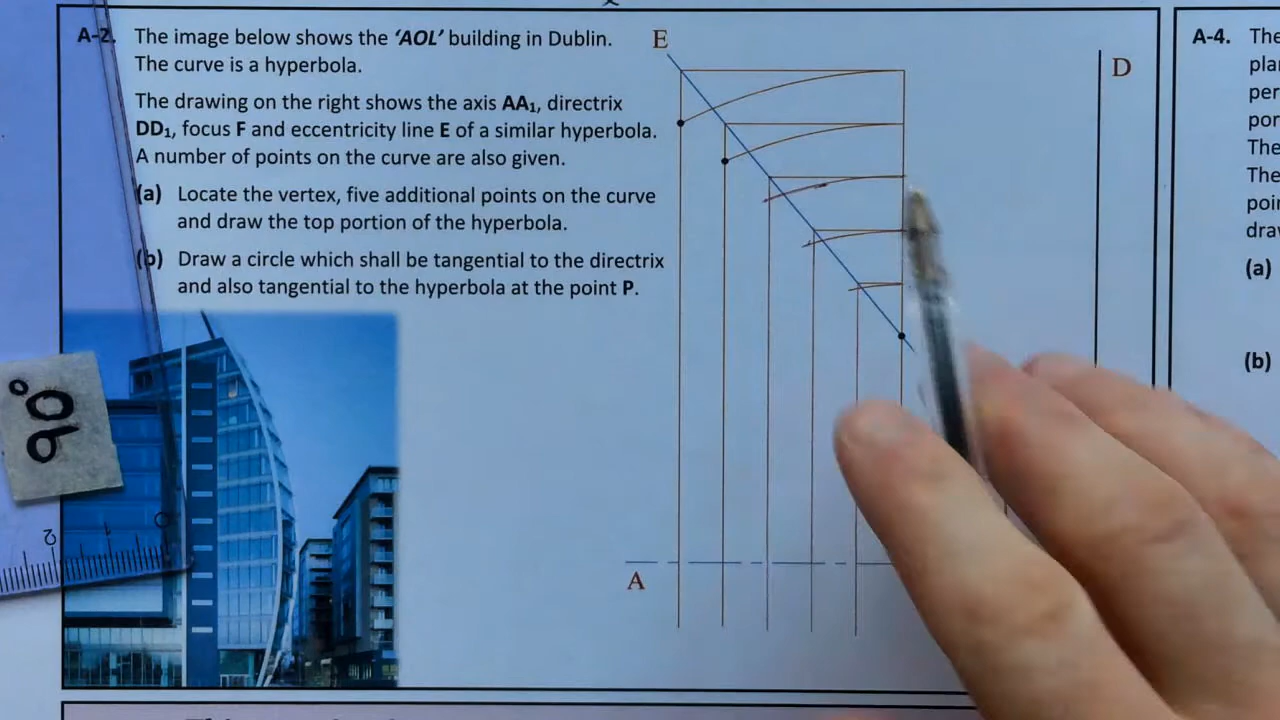 A-2. The image below shows the ‘AOL’ building in Dublin.
The curve is a hyperbola.
The drawing on the right shows the axis AA1, directrix
DD1, focus F and eccentricity line E of a similar hyperbola.
A number of points on the curve are also given.
(a) Locate the vertex, five additional points on the curve
and draw the top portion of the hyperbola.
(b) Draw a circle which shall be tangential to the directrix
and also tangential to the hyperbola at the point P.
E
D
A
90°
2 1 0
A-4. The
(a)
(b)